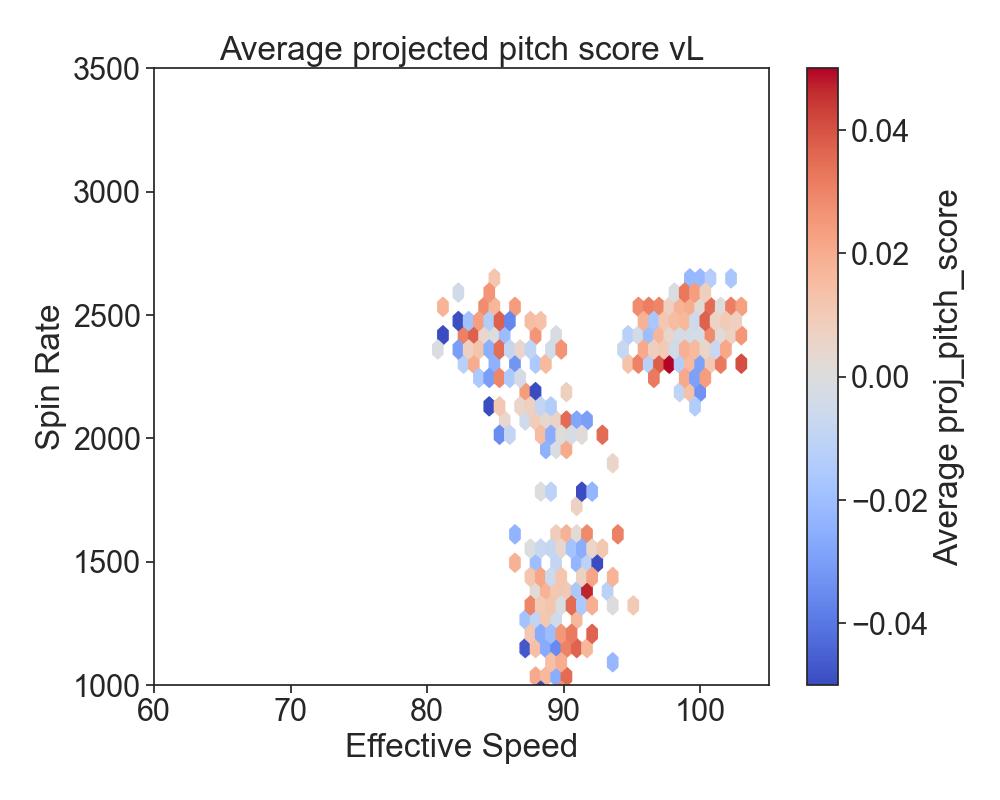 Average projected pitch score vL
3500
3000
2500
2000
1500
1000
Spin Rate
60 70 80 90 100
Effective Speed
0.04
0.02
0.00
−0.02
−0.04
Average proj_pitch_score